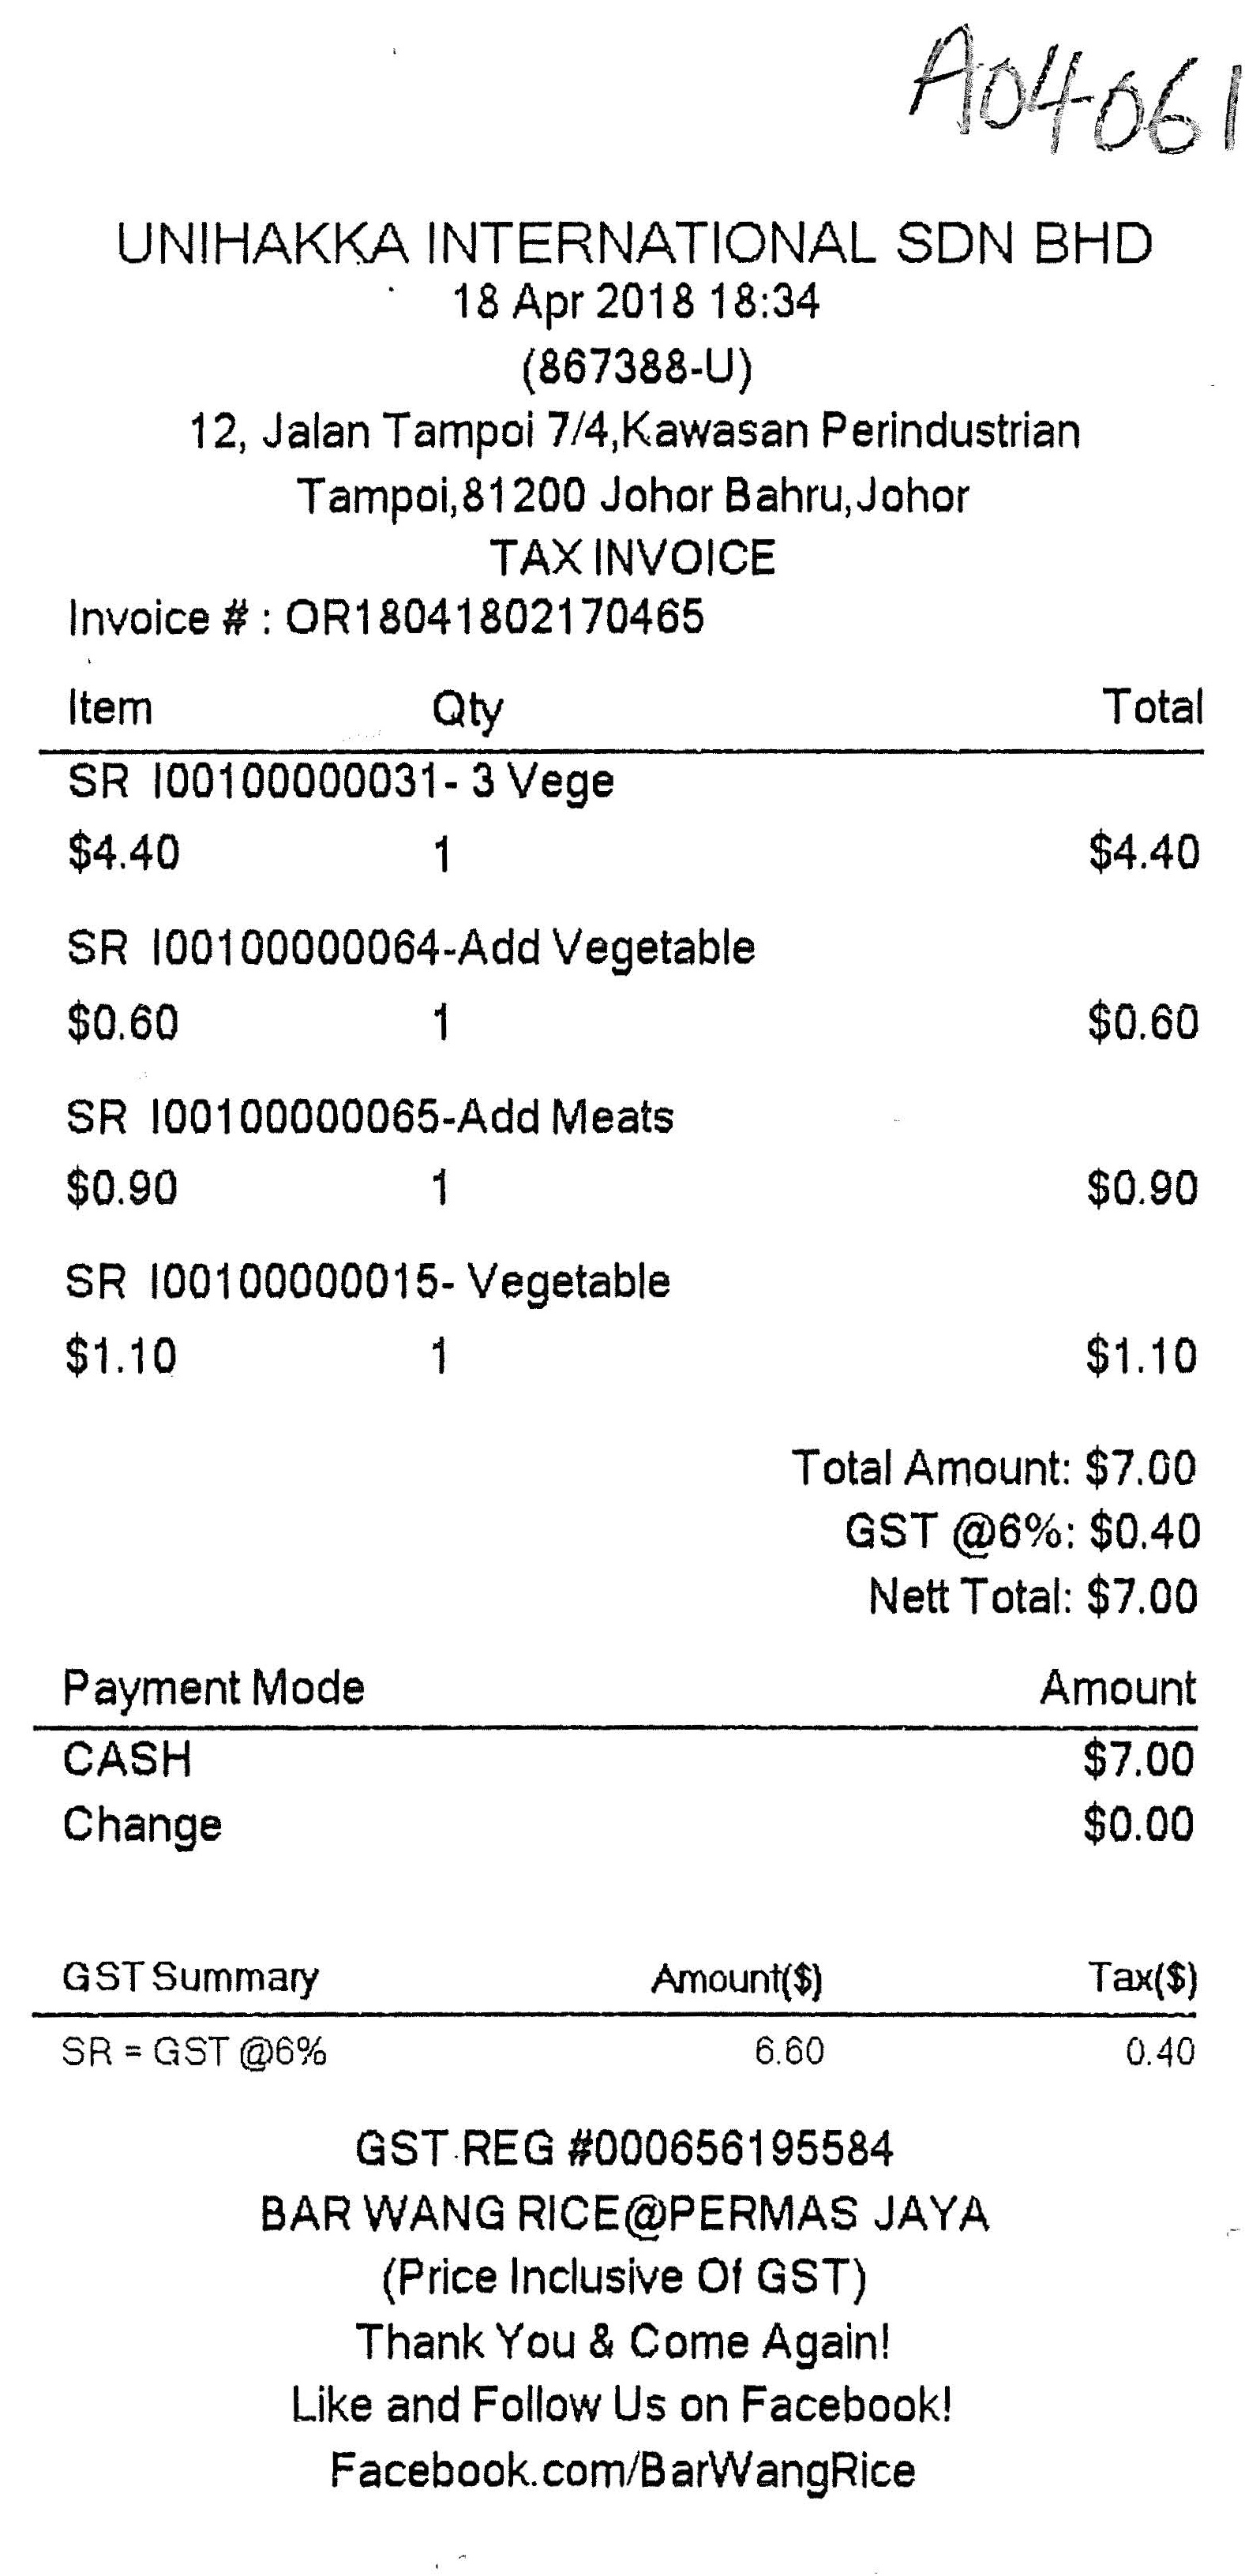 A04061
UNIHAKKA INTERNATIONAL SDN BHD
18 Apr 2018 18:34
(867388-U)
12, Jalan Tampoi 7/4,Kawasan Perindustrian
Tampoi,81200 Johor Bahru,Johor
TAX INVOICE
Invoice # : OR18041802170465
Item Qty Total
SR I00100000031- 3 Vege
$4.40 1 $4.40
SR I00100000064-Add Vegetable
$0.60 1 $0.60
SR I00100000065-Add Meats
$0.90 1 $0.90
SR I00100000015- Vegetable
$1.10 1 $1.10
Total Amount: $7.00
GST @6%: $0.40
Nett Total: $7.00
Payment Mode Amount
CASH $7.00
Change $0.00
GST Summary Amount($) Tax($)
SR = GST @6% 6.60 0.40
GST REG #000656195584
BAR WANG RICE@PERMAS JAYA
(Price Inclusive Of GST)
Thank You & Come Again!
Like and Follow Us on Facebook!
Facebook.com/BarWangRice